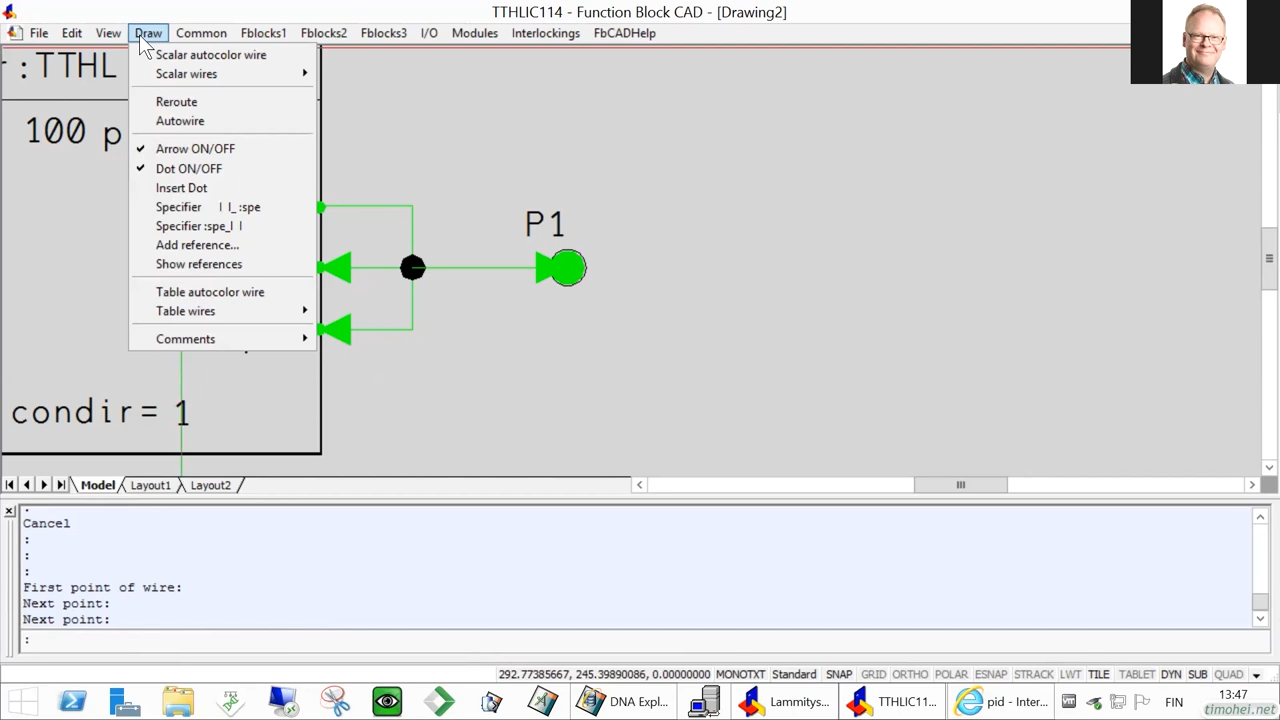 TTHLIC114 - Function Block CAD - [Drawing2]
File Edit View Draw Common Fblocks1 Fblocks2 Fblocks3 I/O Modules Interlockings FbCADHelp
r :TTHL
100 p
Scalar autocolor wire
Scalar wires
Reroute
Autowire
Arrow ON/OFF
Dot ON/OFF
Insert Dot
Specifier ||_ :spe
Specifier :spe_||
Add reference...
Show references
Table autocolor wire
Table wires
Comments
P1
condir= 1
Model Layout1 Layout2
Cancel
:
:
:
First point of wire:
Next point:
Next point:
:
292.77385667, 245.39890086, 0.00000000 MONOTXT Standard SNAP GRID ORTHO POLAR ESNAP STRACK LWT TILE TABLET DYN SUB QUAD
DNA Expl... Lammitys... TTHLIC11... pid - Inter... FIN 13:47
timohei.net